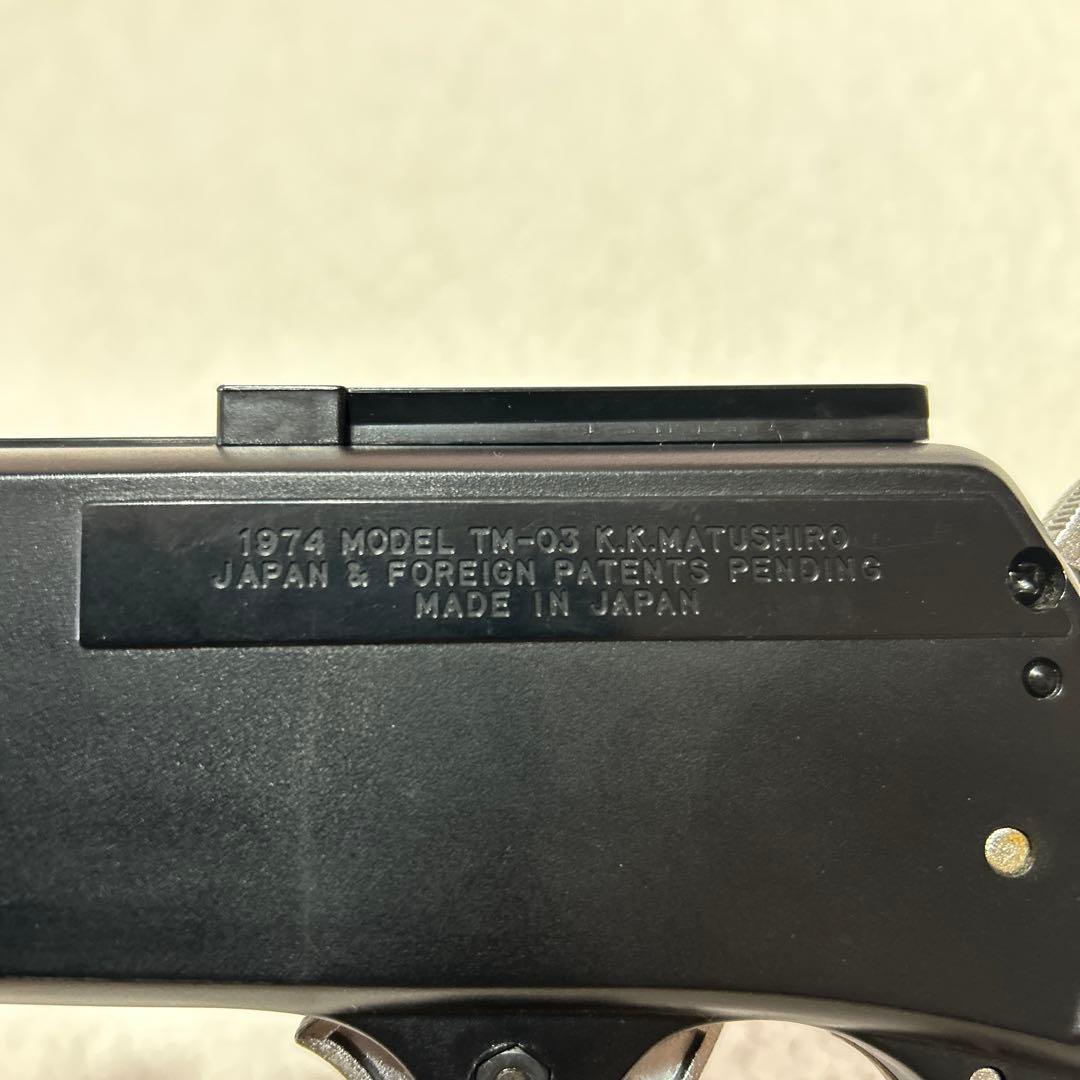 1974 MODEL TM-03 K.K.MATUSHIRO
JAPAN & FOREIGN PATENTS PENDING
MADE IN JAPAN